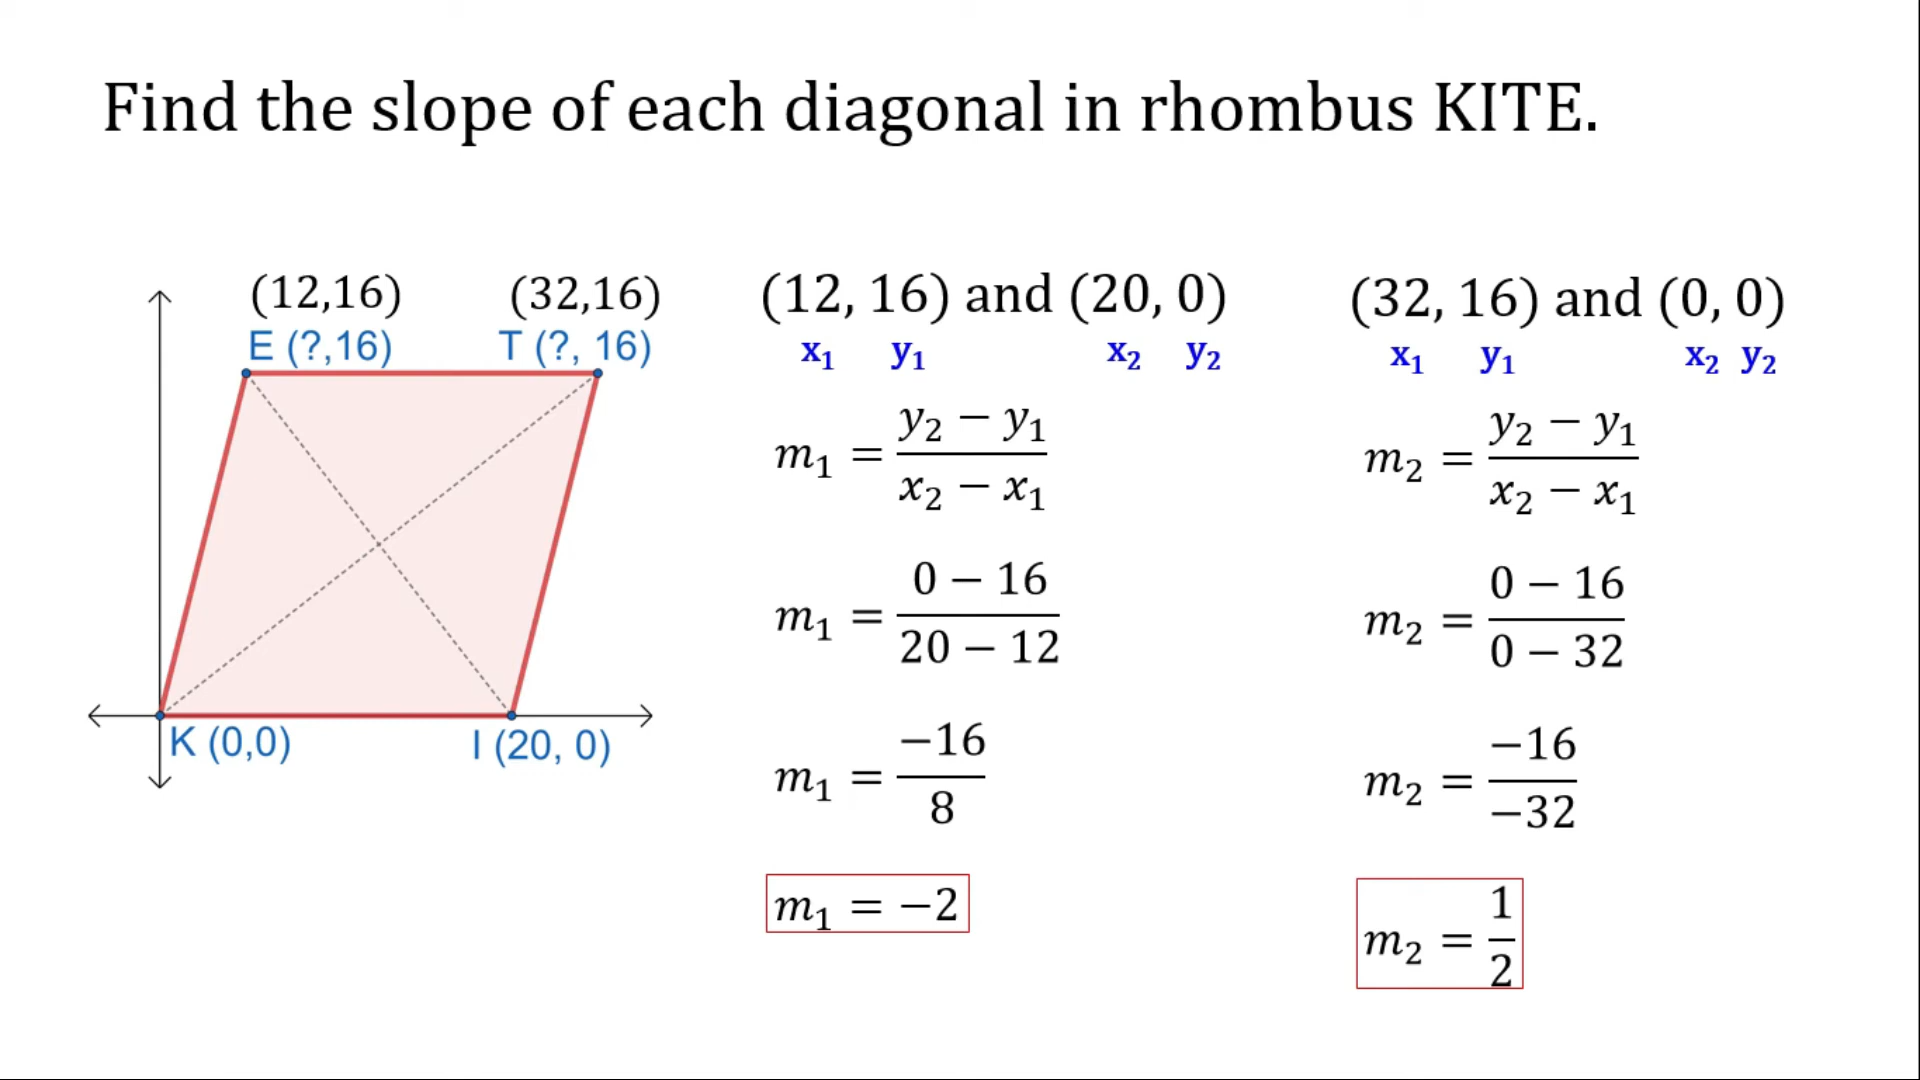 Find the slope of each diagonal in rhombus KITE.
(12,16) (32,16)
E (?,16) T (?, 16)
K (0,0) I (20, 0)
(12, 16) and (20, 0)
x₁ y₁ x₂ y₂
m₁ = (y₂ − y₁)/(x₂ − x₁)
m₁ = (0 − 16)/(20 − 12)
m₁ = −16/8
m₁ = −2
(32, 16) and (0, 0)
x₁ y₁ x₂ y₂
m₂ = (y₂ − y₁)/(x₂ − x₁)
m₂ = (0 − 16)/(0 − 32)
m₂ = −16/−32
m₂ = 1/2